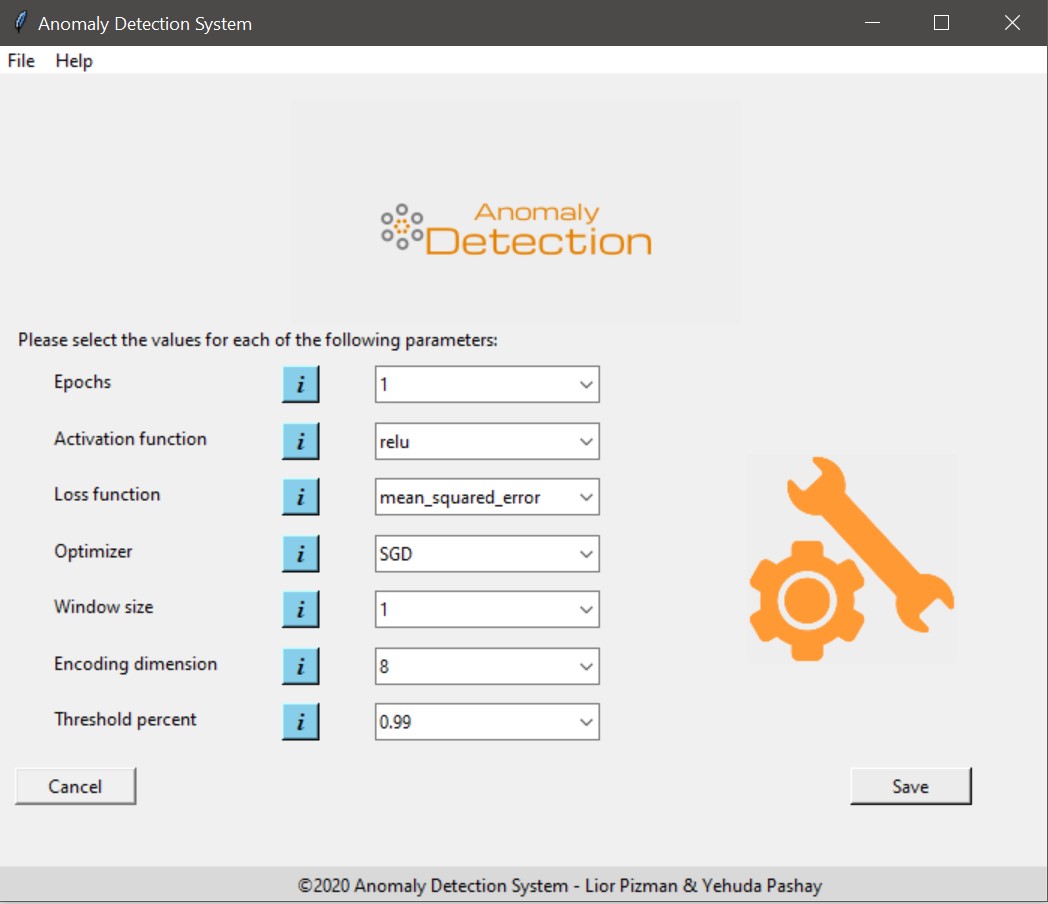 Anomaly Detection System
File Help
Anomaly
Detection
Please select the values for each of the following parameters:
Epochs i 1
Activation function i relu
Loss function i mean_squared_error
Optimizer i SGD
Window size i 1
Encoding dimension i 8
Threshold percent i 0.99
Cancel Save
©2020 Anomaly Detection System - Lior Pizman & Yehuda Pashay